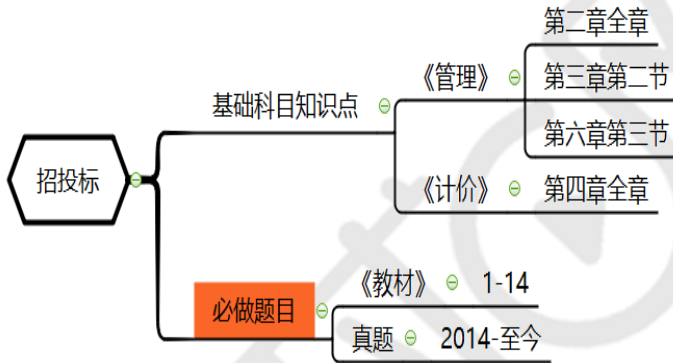 招投标
基础科目知识点
《管理》
第二章全章
第三章第二节
第六章第三节
《计价》
第四章全章
必做题目
《教材》
1-14
真题
2014-至今